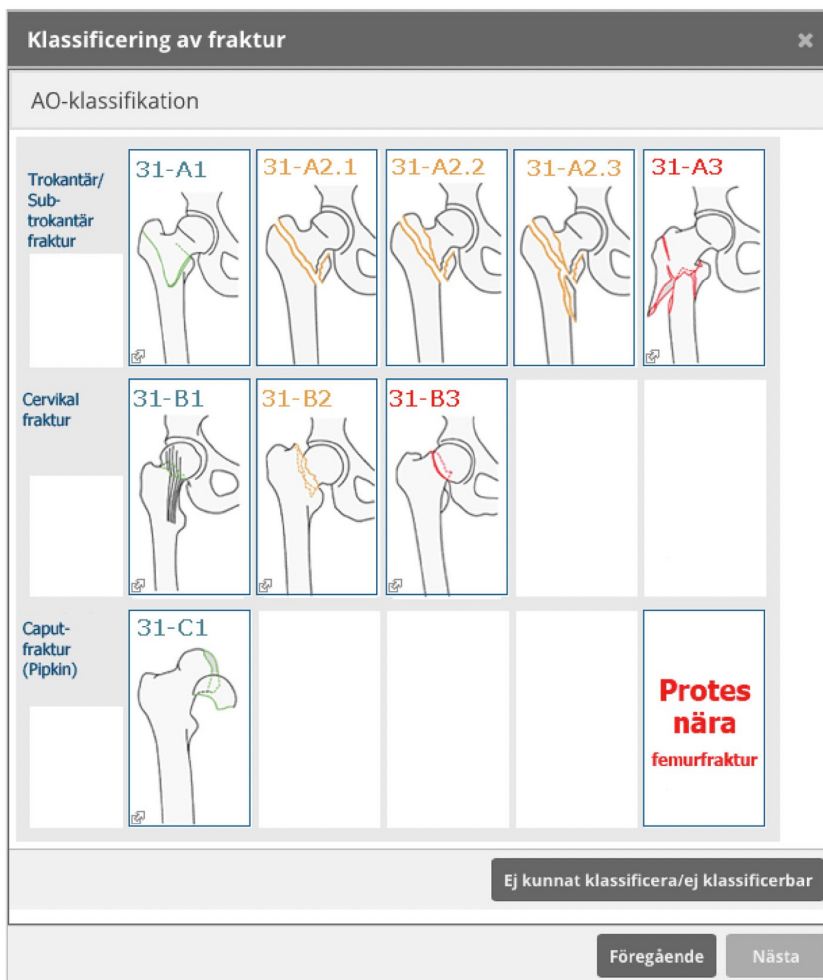 Klassificering av fraktur
AO-klassifikation
Trokantär/
Sub-
trokantär
fraktur
31-A1
31-A2.1
31-A2.2
31-A2.3
31-A3
Cervikal
fraktur
31-B1
31-B2
31-B3
Caput-
fraktur
(Pipkin)
31-C1
Protes
nära
femurfraktur
Ej kunnat klassificera/ej klassificerbar
Föregående
Nästa